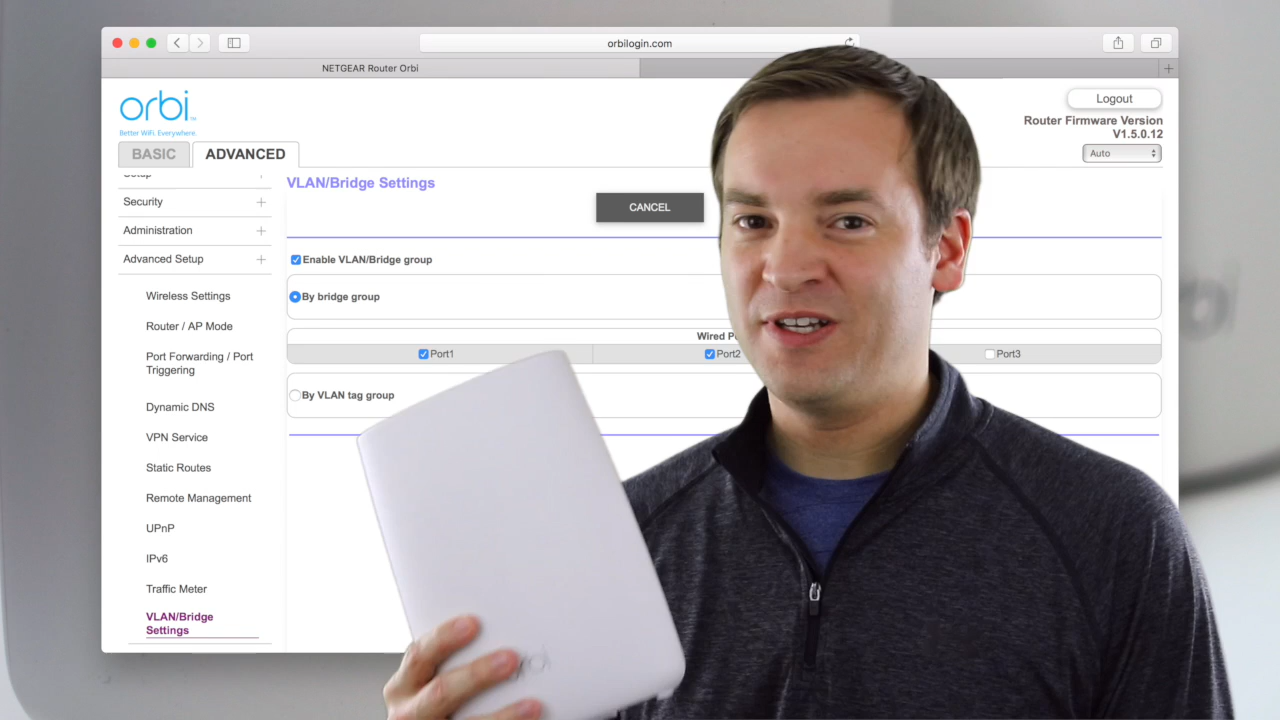 orbilogin.com
NETGEAR Router Orbi
orbi
Better WiFi. Everywhere.
Logout
Router Firmware Version
V1.5.0.12
BASIC
ADVANCED
Auto
Setup
Security
Administration
Advanced Setup
Wireless Settings
Router / AP Mode
Port Forwarding / Port
Triggering
Dynamic DNS
VPN Service
Static Routes
Remote Management
UPnP
IPv6
Traffic Meter
VLAN/Bridge
Settings
VLAN/Bridge Settings
CANCEL
Enable VLAN/Bridge group
By bridge group
Wired
Port1
Port2
Port3
By VLAN tag group